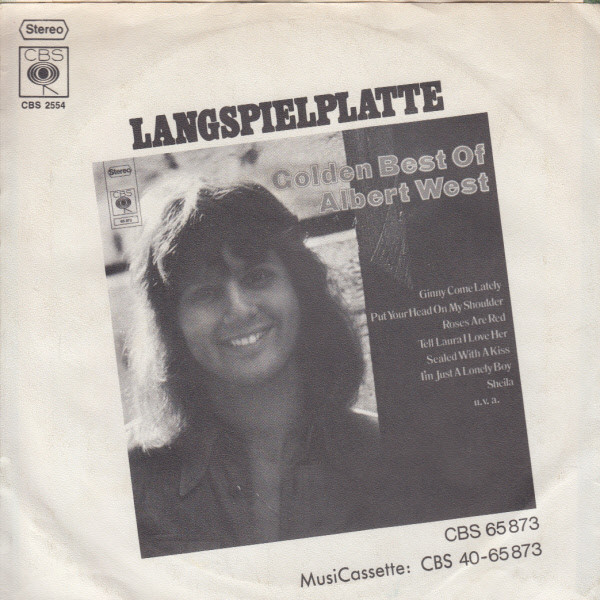 Stereo
CBS
CBS 2554
LANGSPIELPLATTE
Stereo
CBS
Golden Best Of
Albert West
Ginny Come Lately
Put Your Head On My Shoulder
Roses Are Red
Tell Laura I Love Her
Sealed With A Kiss
I'm Just A Lonely Boy
Sheila
u.v.a.
CBS 65 873
MusiCassette: CBS 40-65873